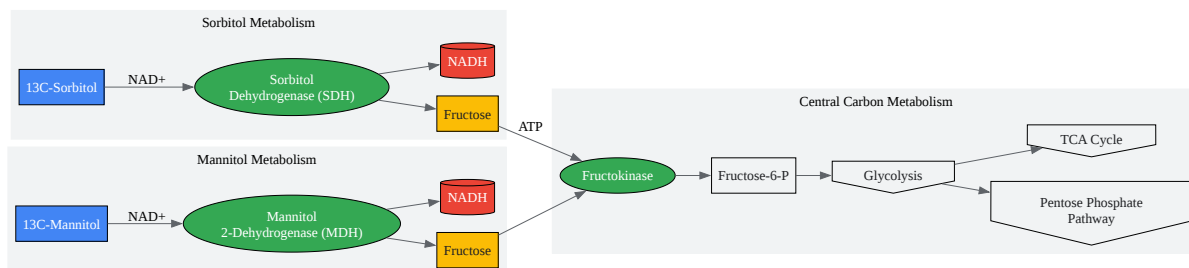 Sorbitol Metabolism
13C-Sorbitol
NAD+
Sorbitol
Dehydrogenase (SDH)
NADH
Fructose
ATP
Mannitol Metabolism
13C-Mannitol
NAD+
Mannitol
2-Dehydrogenase (MDH)
NADH
Fructose
Central Carbon Metabolism
Fructokinase
Fructose-6-P
Glycolysis
TCA Cycle
Pentose Phosphate
Pathway